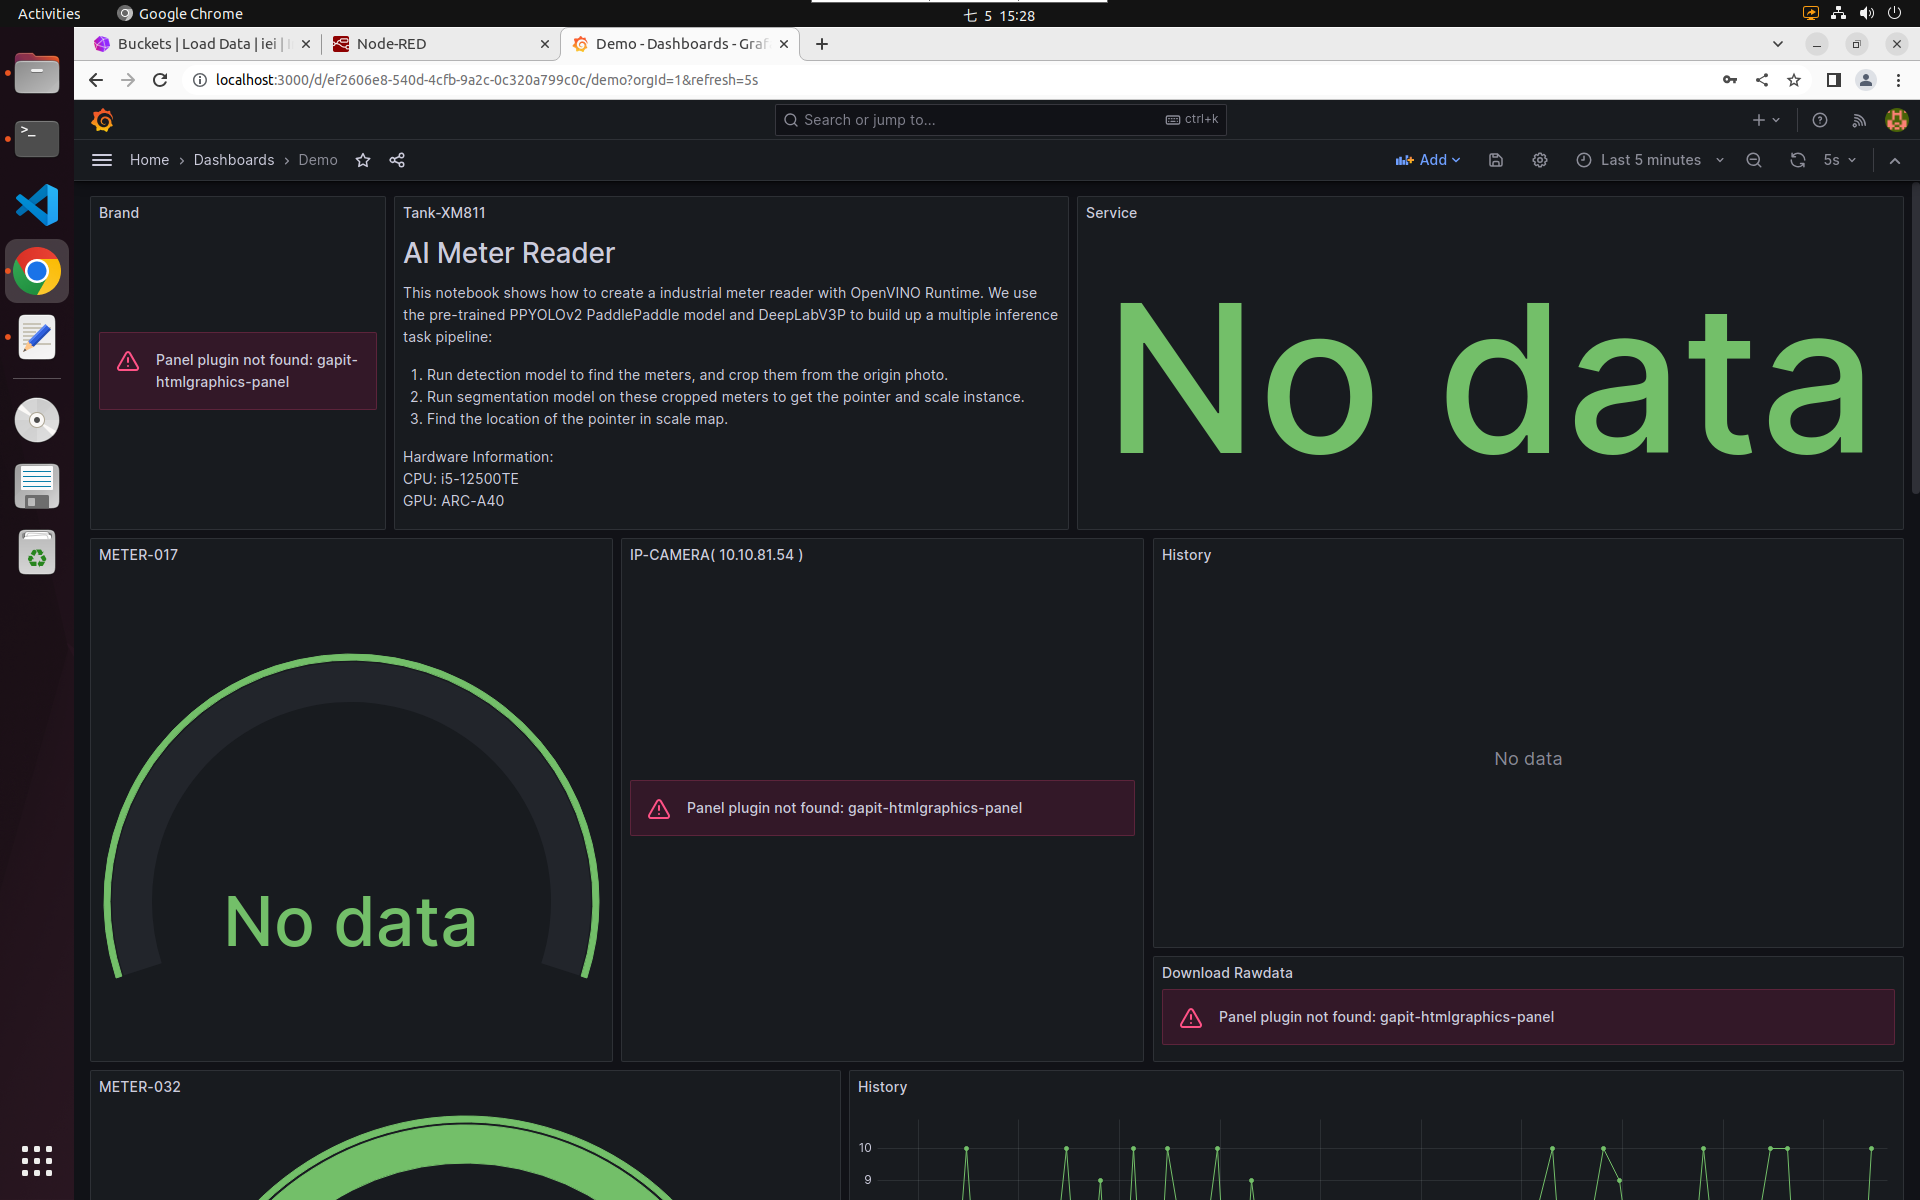 Activities
Google Chrome
七 5 15:28
Buckets | Load Data | iei |
Node-RED
Demo - Dashboards - Graf
localhost:3000/d/ef2606e8-540d-4cfb-9a2c-0c320a799c0c/demo?orgId=1&refresh=5s
Search or jump to...
ctrl+k
Home › Dashboards › Demo
Add
Last 5 minutes
5s
Brand
Panel plugin not found: gapit-
htmlgraphics-panel
Tank-XM811
AI Meter Reader
This notebook shows how to create a industrial meter reader with OpenVINO Runtime. We use
the pre-trained PPYOLOv2 PaddlePaddle model and DeepLabV3P to build up a multiple inference
task pipeline:
1. Run detection model to find the meters, and crop them from the origin photo.
2. Run segmentation model on these cropped meters to get the pointer and scale instance.
3. Find the location of the pointer in scale map.
Hardware Information:
CPU: i5-12500TE
GPU: ARC-A40
Service
No data
METER-017
No data
IP-CAMERA( 10.10.81.54 )
Panel plugin not found: gapit-htmlgraphics-panel
History
No data
Download Rawdata
Panel plugin not found: gapit-htmlgraphics-panel
METER-032
History
10
9